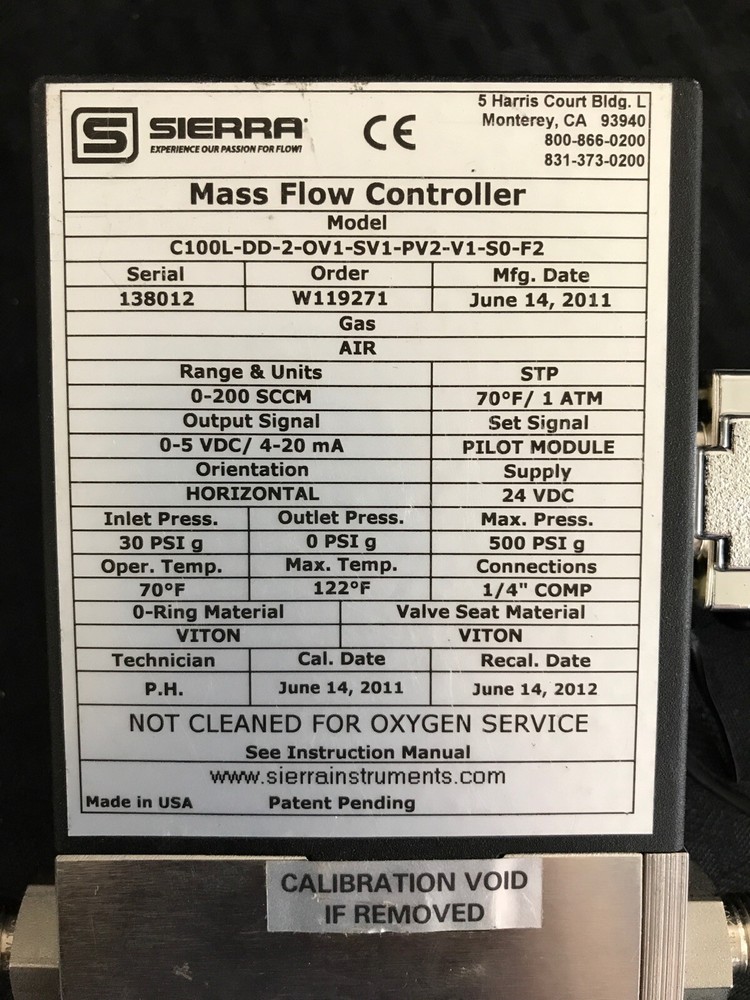 S SIERRA
EXPERIENCE OUR PASSION FOR FLOW!
CE
5 Harris Court Bldg. L
Monterey, CA 93940
800-866-0200
831-373-0200
Mass Flow Controller
Model
C100L-DD-2-OV1-SV1-PV2-V1-S0-F2
Serial Order Mfg. Date
138012 W119271 June 14, 2011
Gas
AIR
Range & Units STP
0-200 SCCM 70°F/ 1 ATM
Output Signal Set Signal
0-5 VDC/ 4-20 mA PILOT MODULE
Orientation Supply
HORIZONTAL 24 VDC
Inlet Press. Outlet Press. Max. Press.
30 PSI g 0 PSI g 500 PSI g
Oper. Temp. Max. Temp. Connections
70°F 122°F 1/4" COMP
0-Ring Material Valve Seat Material
VITON VITON
Technician Cal. Date Recal. Date
P.H. June 14, 2011 June 14, 2012
NOT CLEANED FOR OXYGEN SERVICE
See Instruction Manual
www.sierrainstruments.com
Made in USA Patent Pending
CALIBRATION VOID
IF REMOVED